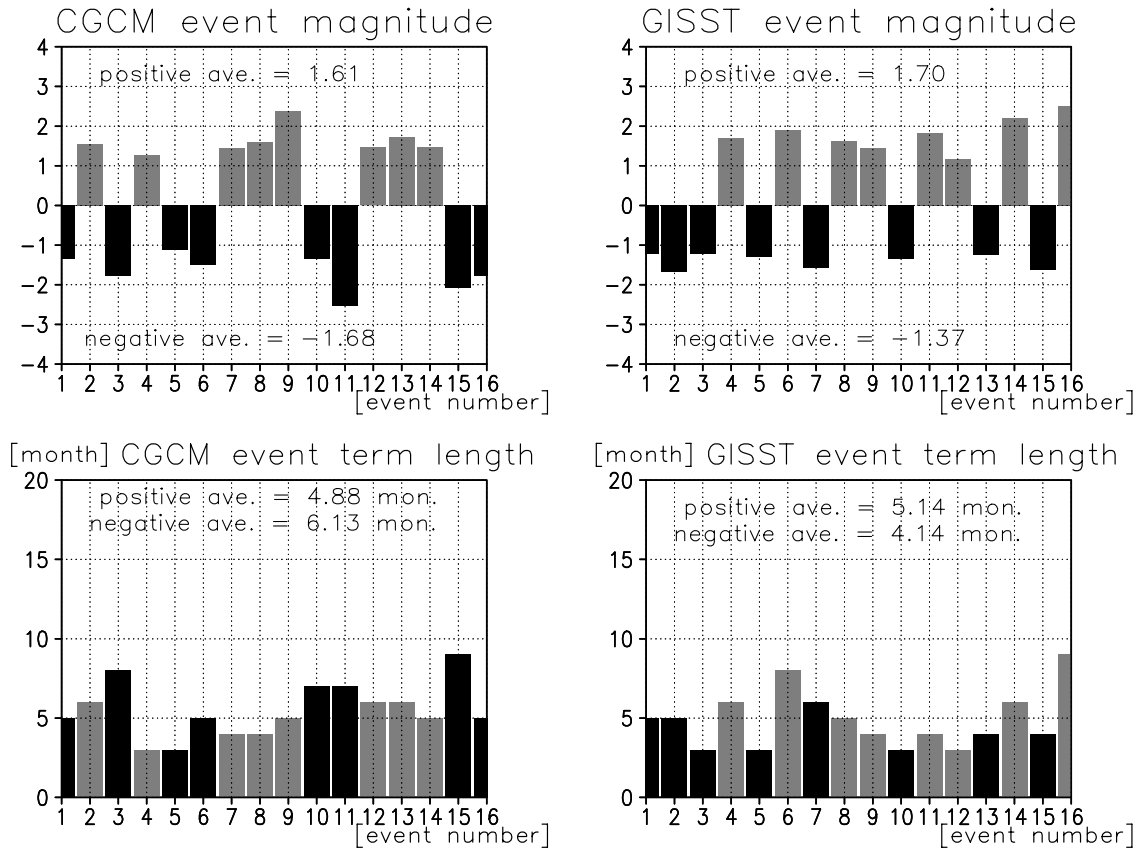 CGCM event magnitude
4
positive ave. = 1.61
3
2
1
0
−1
−2
−3
negative ave. = −1.68
−4
1 2 3 4 5 6 7 8 9 10 11 12 13 14 15 16
[event number]
GISST event magnitude
4
positive ave. = 1.70
3
2
1
0
−1
−2
−3
negative ave. = −1.37
−4
1 2 3 4 5 6 7 8 9 10 11 12 13 14 15 16
[event number]
[month] CGCM event term length
20
positive ave. = 4.88 mon.
negative ave. = 6.13 mon.
15
10
5
0
1 2 3 4 5 6 7 8 9 10 11 12 13 14 15 16
[event number]
[month] GISST event term length
20
positive ave. = 5.14 mon.
negative ave. = 4.14 mon.
15
10
5
0
1 2 3 4 5 6 7 8 9 10 11 12 13 14 15 16
[event number]